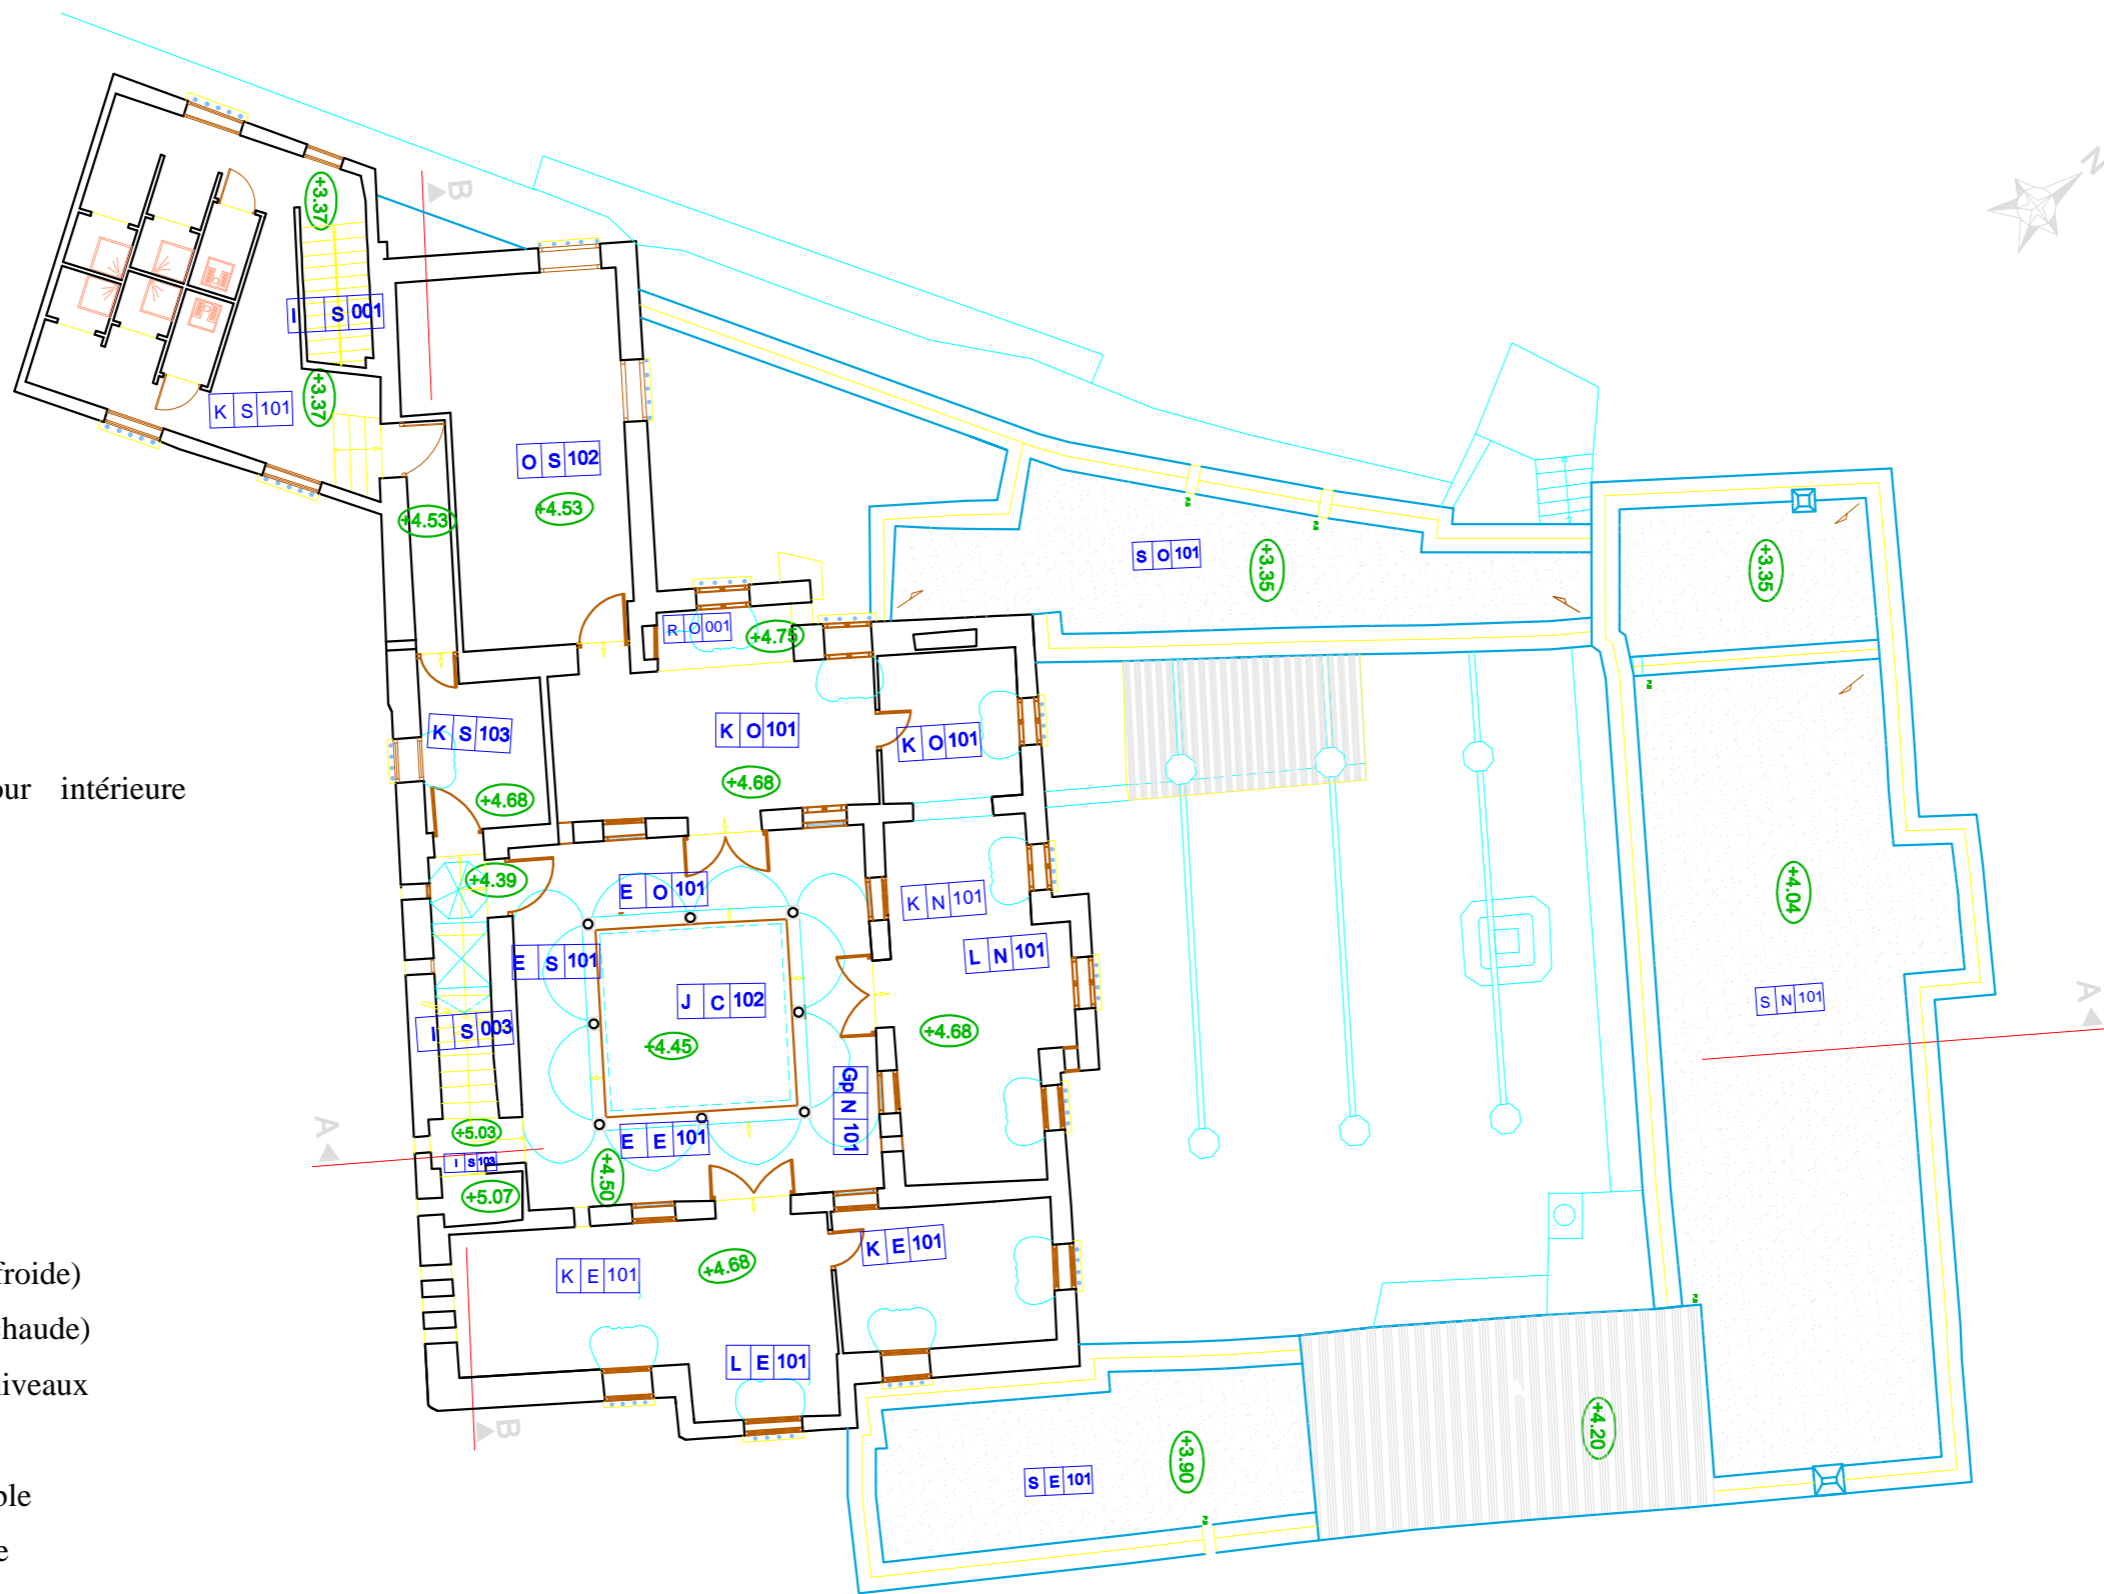 N
B
+3.37
I S 001
+3.37
K S 101
O S 102
+4.53
+4.53
S O 101
+3.35
+3.35
R O 001
+4.75
K S 103
K O 101
K O 101
+4.68
+4.68
our intérieure
+4.39
E O 101
K N 101
+4.04
E S 101
L N 101
J C 102
S N 101
A
I S 003
+4.45
+4.68
Gp N 101
+5.03
E E 101
A
I S 103
+5.07
+4.50
K E 101
K E 101
+4.68
froide)
haude)
L E 101
iveaux
B
+4.20
+3.90
S E 101
ple
e